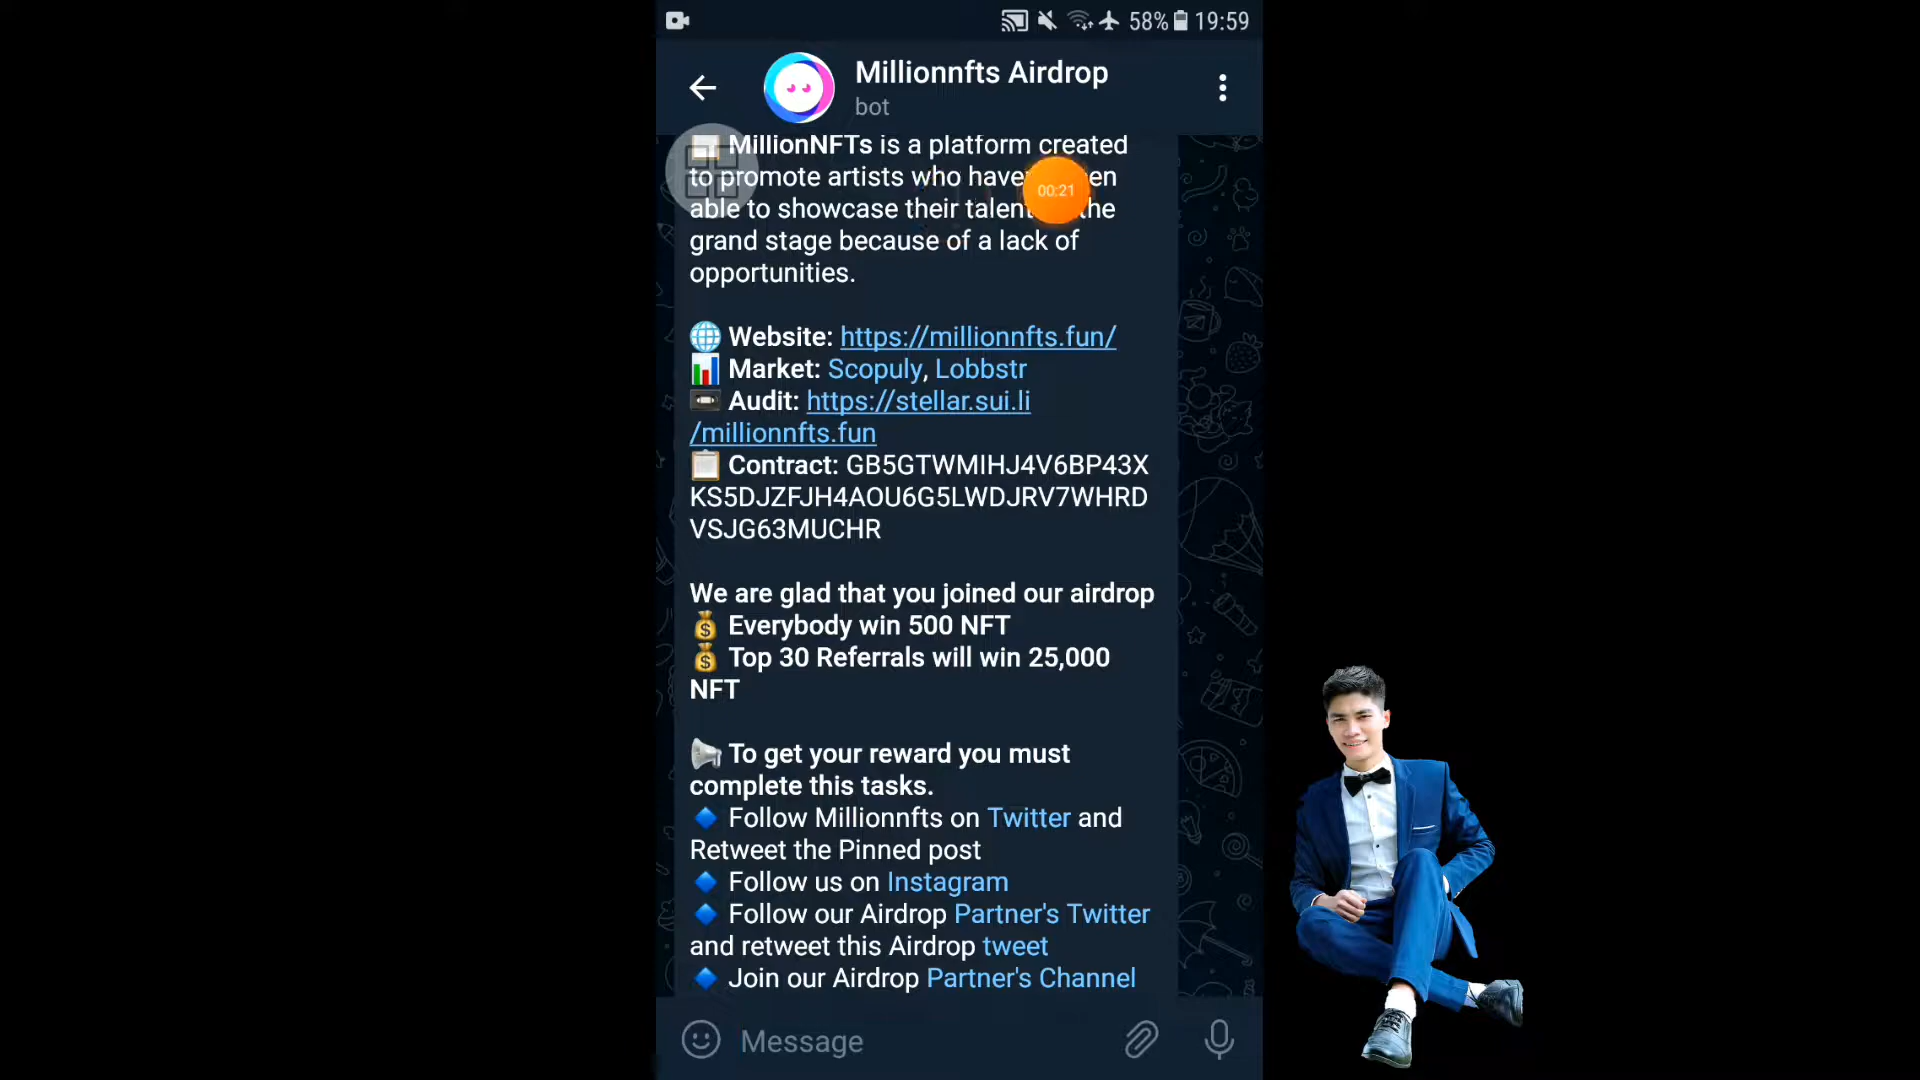 58% 19:59
Millionnfts Airdrop
bot
MillionNFTs is a platform created
to promote artists who
able to showcase their the
grand stage because of a lack of
opportunities.
00:21
Website: https://millionnfts.fun/
Market: Scopuly, Lobbstr
Audit: https://stellar.sui.li
/millionnfts.fun
Contract: GB5GTWMIHJ4V6BP43X
KS5DJZFJH4AOU6G5LWDJRV7WHRD
VSJG63MUCHR
We are glad that you joined our airdrop
Everybody win 500 NFT
Top 30 Referrals will win 25,000
NFT
To get your reward you must
complete this tasks.
Follow Millionnfts on Twitter and
Retweet the Pinned post
Follow us on Instagram
Follow our Airdrop Partner's Twitter
and retweet this Airdrop tweet
Join our Airdrop Partner's Channel
Message